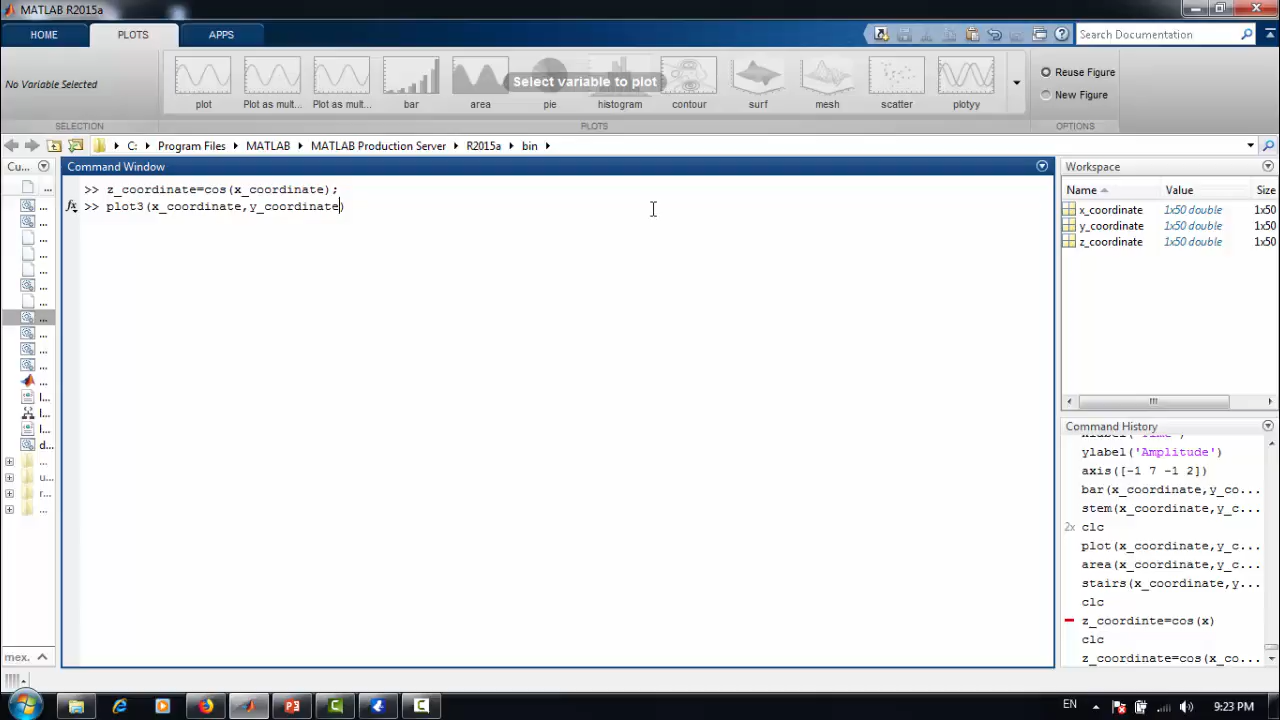 MATLAB R2015a
HOME
PLOTS
APPS
Search Documentation
No Variable Selected
plot
Plot as mult...
Plot as mult...
bar
area
pie
histogram
contour
surf
mesh
scatter
plotyy
Select variable to plot
Reuse Figure
New Figure
SELECTION
PLOTS
OPTIONS
C:
Program Files
MATLAB
MATLAB Production Server
R2015a
bin
Cu...
Command Window
>> z_coordinate=cos(x_coordinate);
fx >> plot3(x_coordinate,y_coordinate)
Workspace
Name Value
x_coordinate 1x50 double 1x50
y_coordinate 1x50 double 1x50
z_coordinate 1x50 double 1x50
Command History
ylabel('Amplitude')
axis([-1 7 -1 2])
bar(x_coordinate,y_co...
stem(x_coordinate,y_c...
2x clc
plot(x_coordinate,y_c...
area(x_coordinate,y_c...
stairs(x_coordinate,y...
clc
z_coordinte=cos(x)
clc
z_coordinate=cos(x_co...
l...
l...
l...
d...
u...
r...
mex.
EN
9:23 PM